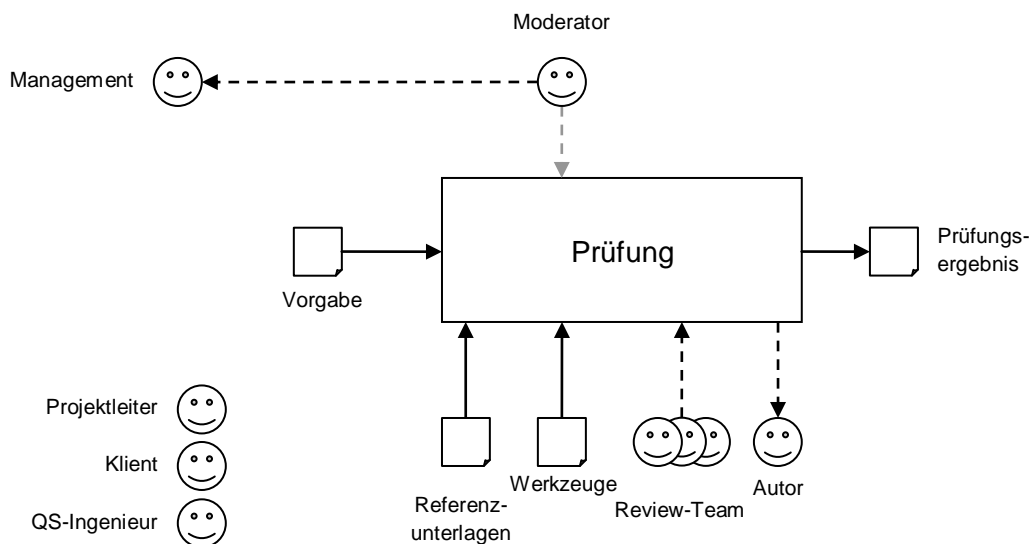 Moderator
Management
Prüfung
Prüfungs-
ergebnis
Vorgabe
Projektleiter
Klient
QS-Ingenieur
Referenz-
unterlagen
Werkzeuge
Review-Team
Autor